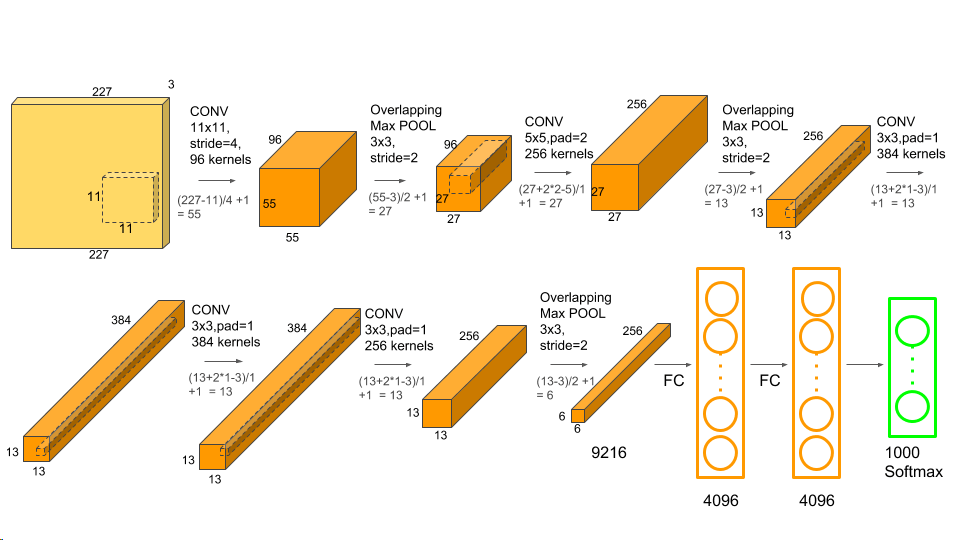 227
3
11
11
227
CONV
11x11,
stride=4,
96 kernels
(227-11)/4 +1
= 55
96
55
55
Overlapping
Max POOL
3x3,
stride=2
(55-3)/2 +1
= 27
96
27
27
CONV
5x5,pad=2
256 kernels
(27+2*2-5)/1
+1 = 27
256
27
27
Overlapping
Max POOL
3x3,
stride=2
(27-3)/2 +1
= 13
256
13
13
CONV
3x3,pad=1
384 kernels
(13+2*1-3)/1
+1 = 13
384
13
13
CONV
3x3,pad=1
384 kernels
(13+2*1-3)/1
+1 = 13
384
13
13
CONV
3x3,pad=1
256 kernels
(13+2*1-3)/1
+1 = 13
256
13
13
Overlapping
Max POOL
3x3,
stride=2
(13-3)/2 +1
= 6
256
6
6
9216
FC
4096
FC
4096
1000
Softmax